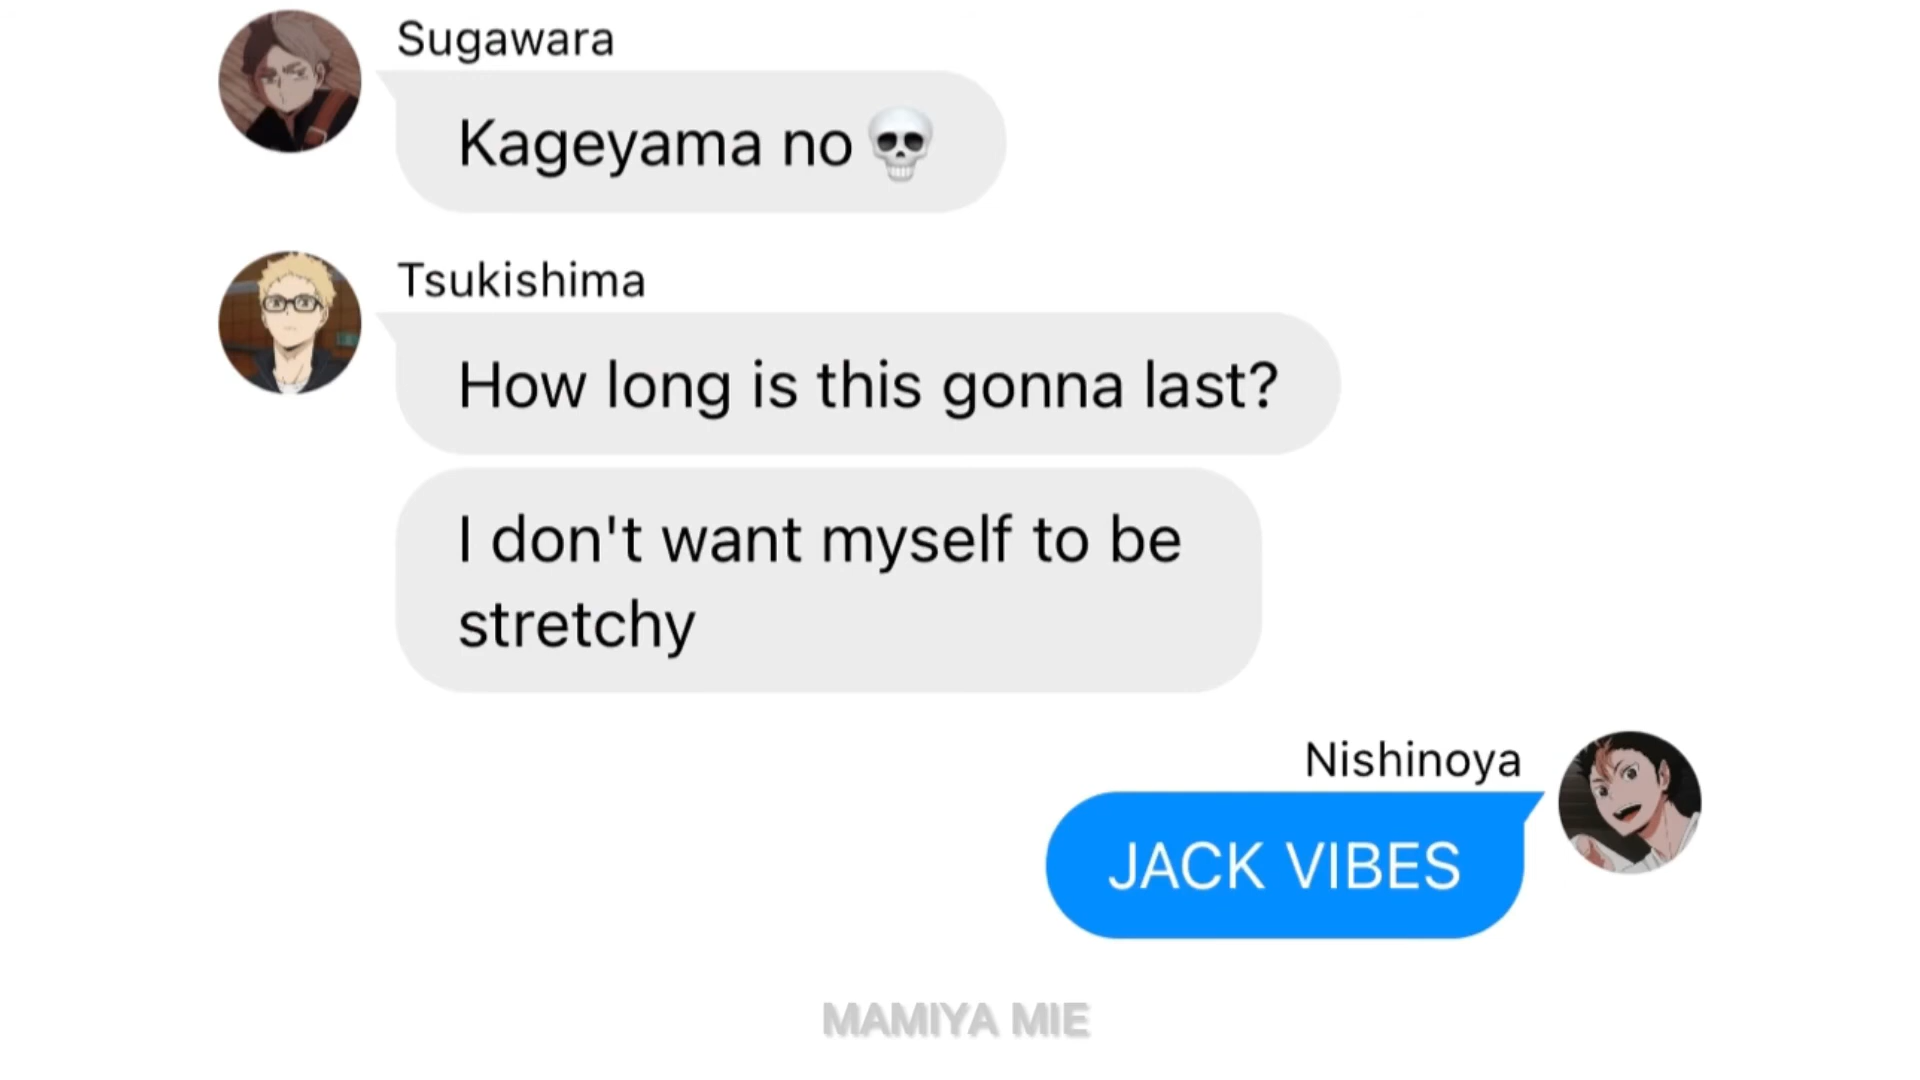 Sugawara
Kageyama no 💀
Tsukishima
How long is this gonna last?
I don't want myself to be
stretchy
Nishinoya
JACK VIBES
MAMIYA MIE